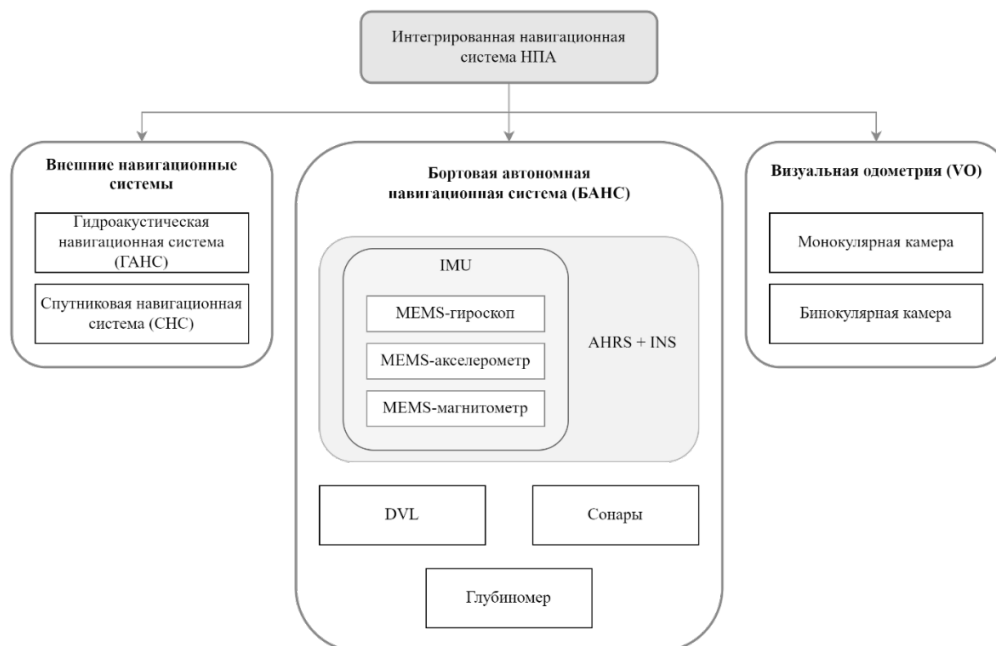 Интегрированная навигационная
система НПА
Внешние навигационные
системы
Гидроакустическая
навигационная система
(ГАНС)
Спутниковая навигационная
система (СНС)
Бортовая автономная
навигационная система (БАНС)
IMU
MEMS-гироскоп
MEMS-акселерометр
MEMS-магнитометр
AHRS + INS
DVL
Сонары
Глубиномер
Визуальная одометрия (VO)
Монокулярная камера
Бинокулярная камера